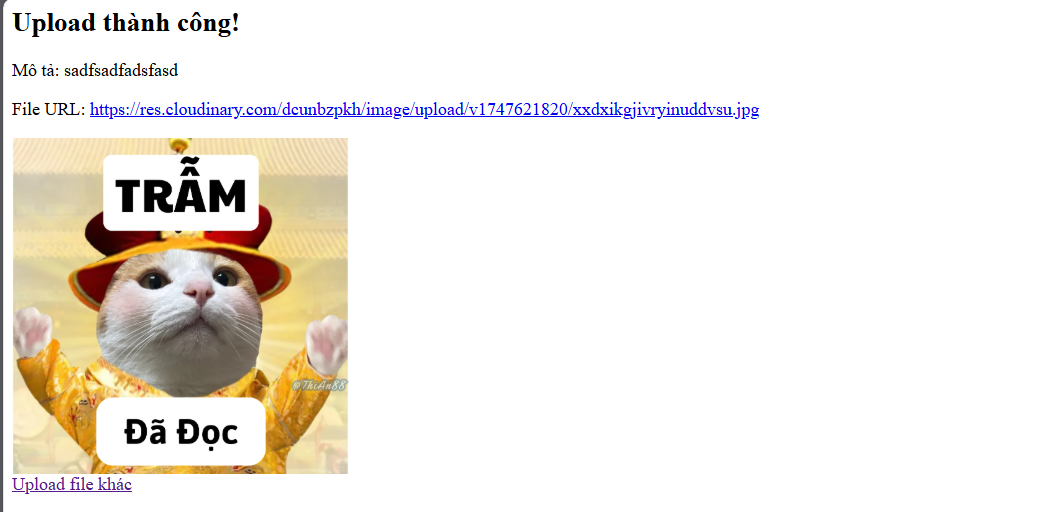 Upload thành công!
Mô tả: sadfsadfadsfasd
File URL: https://res.cloudinary.com/dcunbzpkh/image/upload/v1747621820/xxdxikgjivryinuddvsu.jpg
TRẪM
@ThiAn88
Đã Đọc
Upload file khác